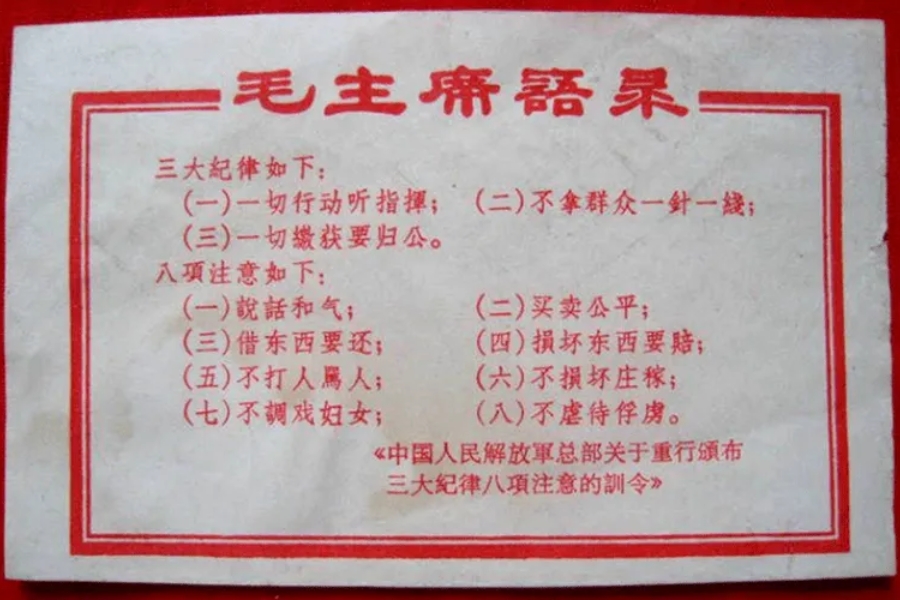 毛主席語录
三大紀律如下：
(一)一切行动听指揮； (二)不拿群众一針一綫；
(三)一切繳获要归公。
八項注意如下：
(一)說話和气； (二)买卖公平；
(三)借东西要还； (四)損坏东西要賠；
(五)不打人罵人； (六)不損坏庄稼；
(七)不調戏妇女； (八)不虐待俘虏。
《中国人民解放軍总部关于重行頒布
三大紀律八項注意的訓令》